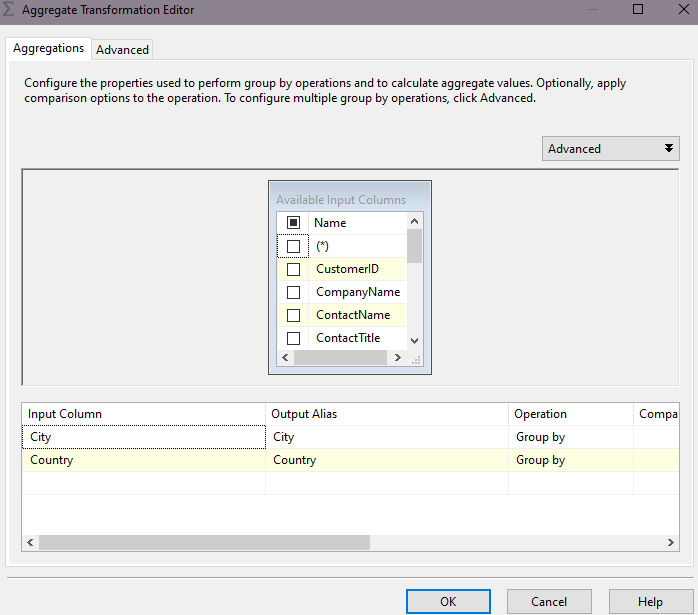 Aggregate Transformation Editor
Aggregations
Advanced
Configure the properties used to perform group by operations and to calculate aggregate values. Optionally, apply
comparison options to the operation. To configure multiple group by operations, click Advanced.
Advanced
Available Input Columns
Name
(*)
CustomerID
CompanyName
ContactName
ContactTitle
Input Column Output Alias Operation Compa
City City Group by
Country Country Group by
OK Cancel Help